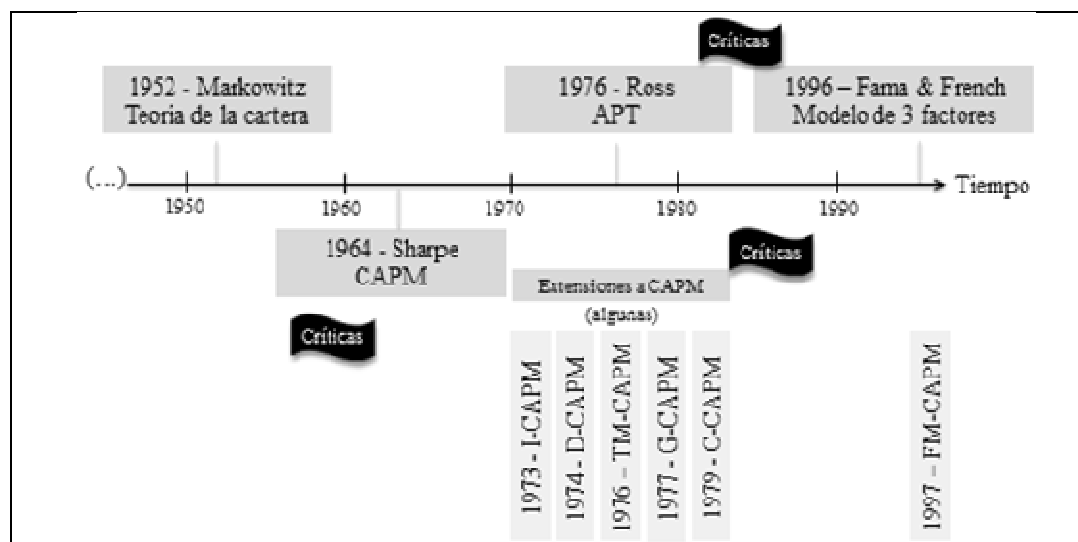 Críticas
1952 - Markowitz
Teoría de la cartera
1976 - Ross
APT
1996 – Fama & French
Modelo de 3 factores
(...)
Tiempo
1950
1960
1970
1980
1990
1964 - Sharpe
CAPM
Críticas
Extensiones a CAPM
(algunas)
Críticas
1973 - I-CAPM
1974 - D-CAPM
1976 – TM-CAPM
1977 - G-CAPM
1979 - C-CAPM
1997 – FM-CAPM